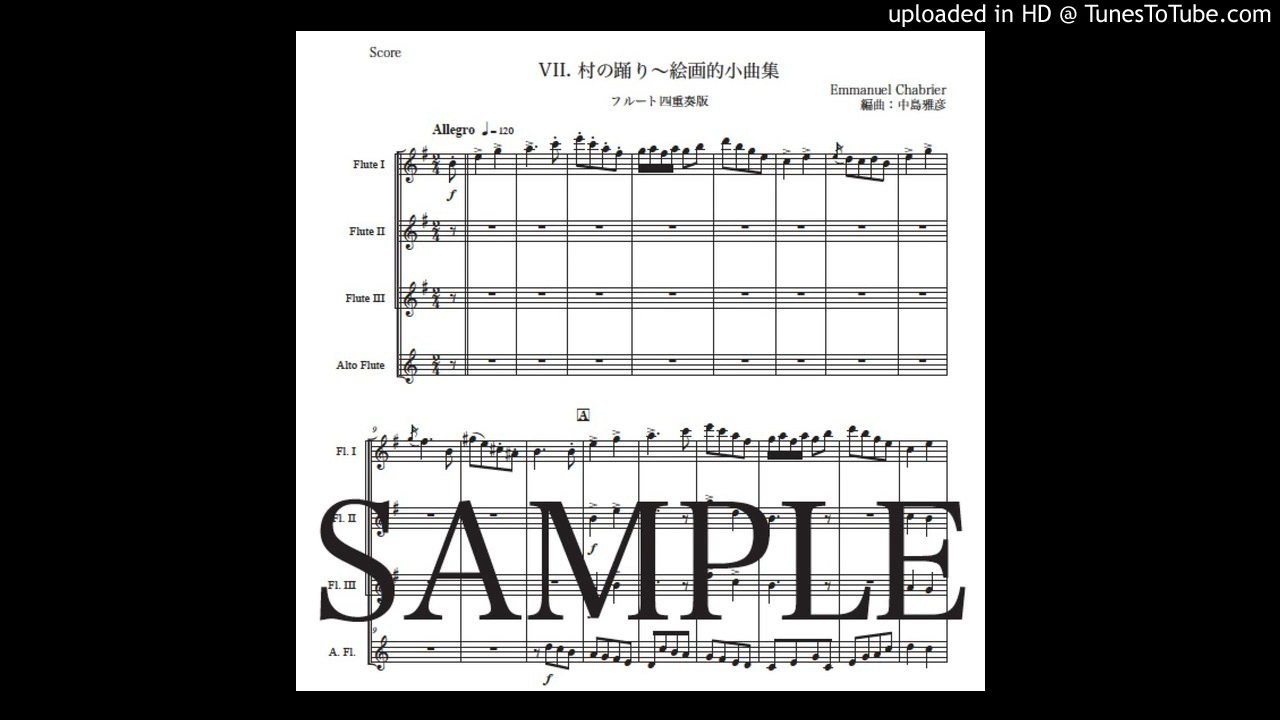 uploaded in HD @ TunesToTube.com
Score
VII. 村の踊り～絵画的小曲集
フルート四重奏版
Emmanuel Chabrier
編曲：中島雅彦
Allegro ♩=120
Flute I
f
Flute II
Flute III
Alto Flute
A
9
Fl. I
Fl. II
f
SAMPLE
Fl. III
9
A. Fl.
f